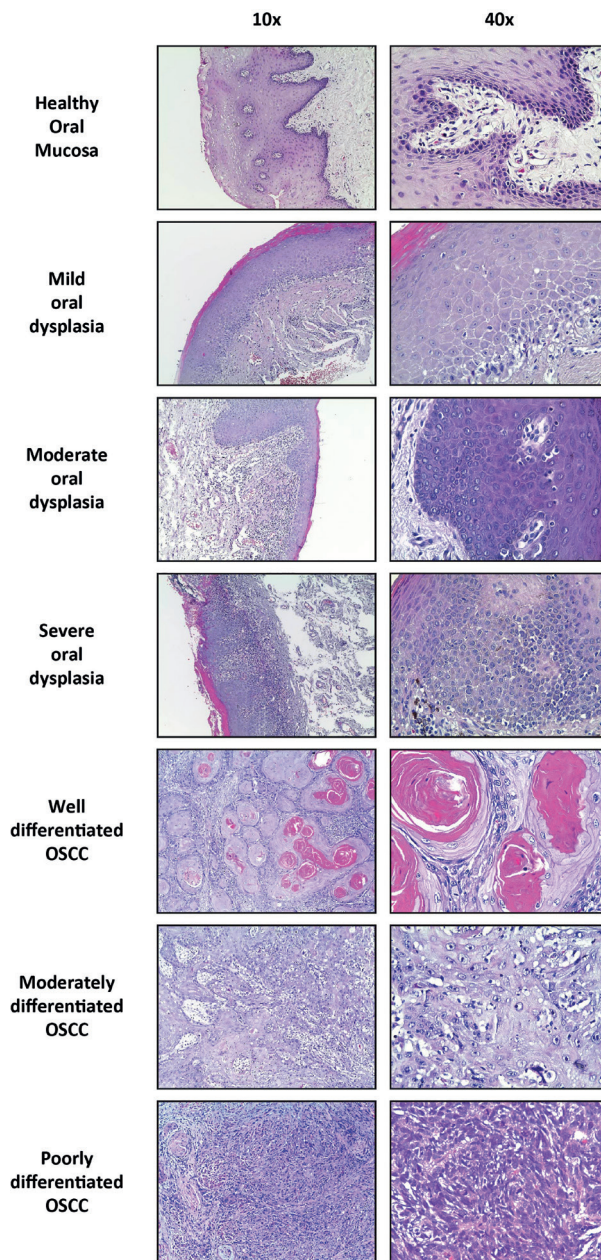 10x
40x
Healthy
Oral
Mucosa
Mild
oral
dysplasia
Moderate
oral
dysplasia
Severe
oral
dysplasia
Well
differentiated
OSCC
Moderately
differentiated
OSCC
Poorly
differentiated
OSCC